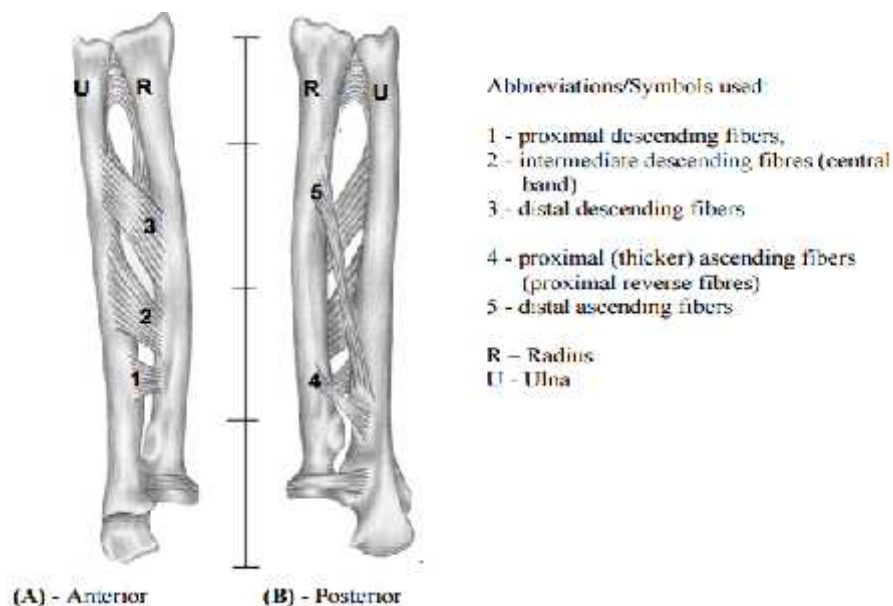 U R
R U
5
3
2
1
4
Abbreviations/Symbols used
1 - proximal descending fibers,
2 - intermediate descending fibres (central
band)
3 - distal descending fibers
4 - proximal (thicker) ascending fibers
(proximal reverse fibres)
5 - distal ascending fibers
R – Radius
U - Ulna
(A) - Anterior (B) - Posterior